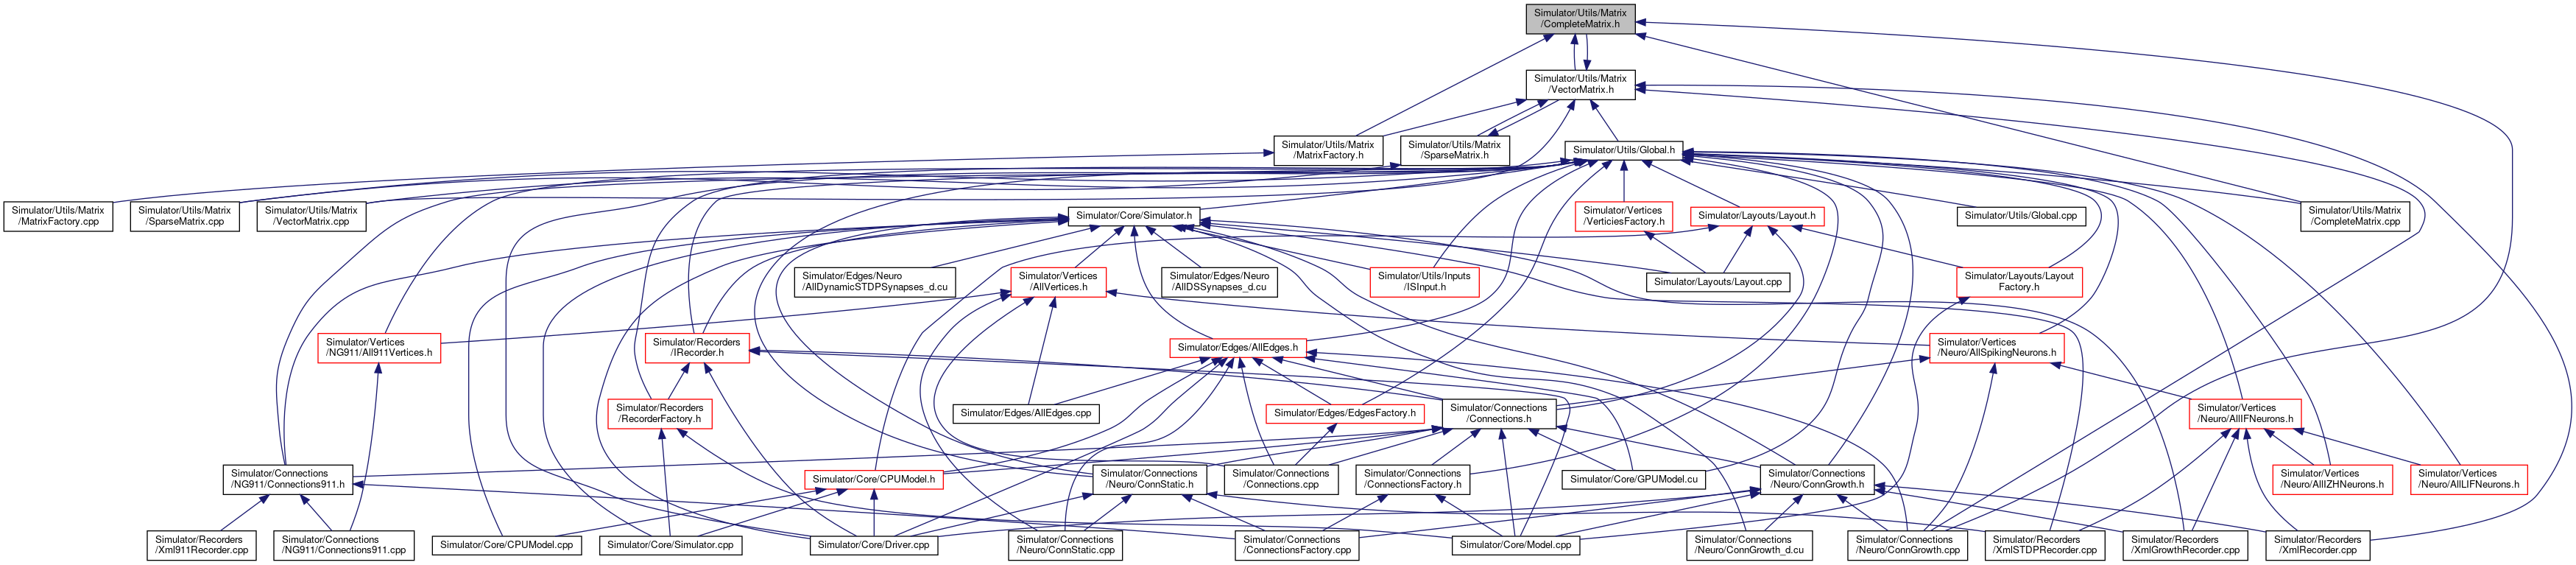 Simulator/Utils/Matrix
/CompleteMatrix.h
Simulator/Utils/Matrix
/VectorMatrix.h
Simulator/Utils/Matrix
/MatrixFactory.h
Simulator/Utils/Matrix
/SparseMatrix.h
Simulator/Utils/Global.h
Simulator/Utils/Matrix
/MatrixFactory.cpp
Simulator/Utils/Matrix
/SparseMatrix.cpp
Simulator/Utils/Matrix
/VectorMatrix.cpp
Simulator/Core/Simulator.h
Simulator/Vertices
/VerticiesFactory.h
Simulator/Layouts/Layout.h
Simulator/Utils/Global.cpp
Simulator/Utils/Matrix
/CompleteMatrix.cpp
Simulator/Edges/Neuro
/AllDynamicSTDPSynapses_d.cu
Simulator/Vertices
/AllVertices.h
Simulator/Edges/Neuro
/AllDSSynapses_d.cu
Simulator/Utils/Inputs
/ISInput.h
Simulator/Layouts/Layout.cpp
Simulator/Layouts/Layout
Factory.h
Simulator/Vertices
/NG911/All911Vertices.h
Simulator/Recorders
/IRecorder.h
Simulator/Edges/AllEdges.h
Simulator/Vertices
/Neuro/AllSpikingNeurons.h
Simulator/Recorders
/RecorderFactory.h
Simulator/Edges/AllEdges.cpp
Simulator/Edges/EdgesFactory.h
Simulator/Connections
/Connections.h
Simulator/Vertices
/Neuro/AllIFNeurons.h
Simulator/Connections
/NG911/Connections911.h
Simulator/Core/CPUModel.h
Simulator/Connections
/Neuro/ConnStatic.h
Simulator/Connections
/Connections.cpp
Simulator/Connections
/ConnectionsFactory.h
Simulator/Core/GPUModel.cu
Simulator/Connections
/Neuro/ConnGrowth.h
Simulator/Vertices
/Neuro/AllIZHNeurons.h
Simulator/Vertices
/Neuro/AllLIFNeurons.h
Simulator/Recorders
/Xml911Recorder.cpp
Simulator/Connections
/NG911/Connections911.cpp
Simulator/Core/CPUModel.cpp
Simulator/Core/Simulator.cpp
Simulator/Core/Driver.cpp
Simulator/Connections
/Neuro/ConnStatic.cpp
Simulator/Connections
/ConnectionsFactory.cpp
Simulator/Core/Model.cpp
Simulator/Connections
/Neuro/ConnGrowth_d.cu
Simulator/Connections
/Neuro/ConnGrowth.cpp
Simulator/Recorders
/XmlSTDPRecorder.cpp
Simulator/Recorders
/XmlGrowthRecorder.cpp
Simulator/Recorders
/XmlRecorder.cpp